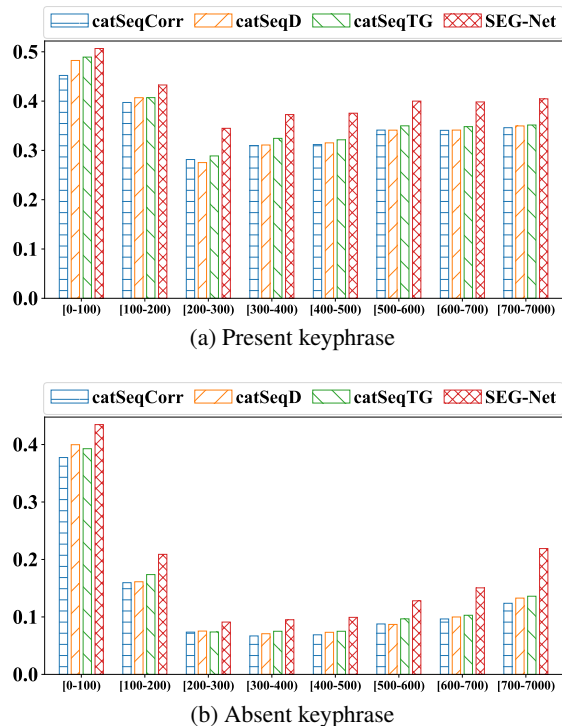 catSeqCorr catSeqD catSeqTG SEG-Net
0.5
0.4
0.3
0.2
0.1
0.0
[0-100) [100-200) [200-300) [300-400) [400-500) [500-600) [600-700) [700-7000)
(a) Present keyphrase
catSeqCorr catSeqD catSeqTG SEG-Net
0.4
0.3
0.2
0.1
0.0
[0-100) [100-200) [200-300) [300-400) [400-500) [500-600) [600-700) [700-7000)
(b) Absent keyphrase